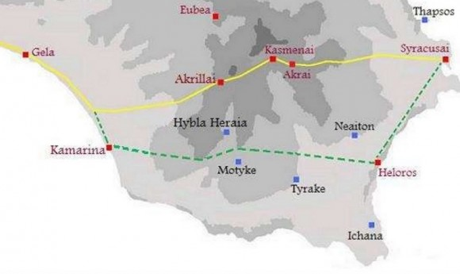 Thapsos
Eubea
Gela
Kasmenai
Syracusai
Akrai
Akrillai
Hybla Heraia
Neaiton
Kamarina
Motyke
Heloros
Tyrake
Ichana